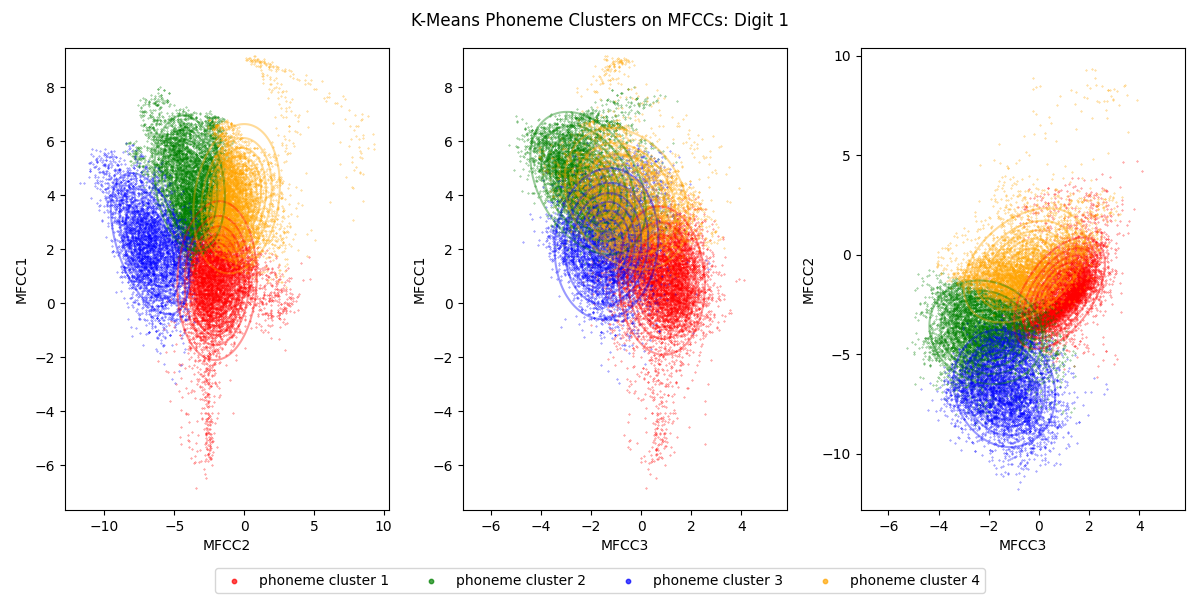 K-Means Phoneme Clusters on MFCCs: Digit 1
8
6
4
2
0
−2
−4
−6
MFCC1
−10 −5 0 5 10
MFCC2
8
6
4
2
0
−2
−4
−6
MFCC1
−6 −4 −2 0 2 4
MFCC3
10
5
0
−5
−10
MFCC2
−6 −4 −2 0 2 4
MFCC3
phoneme cluster 1 phoneme cluster 2 phoneme cluster 3 phoneme cluster 4